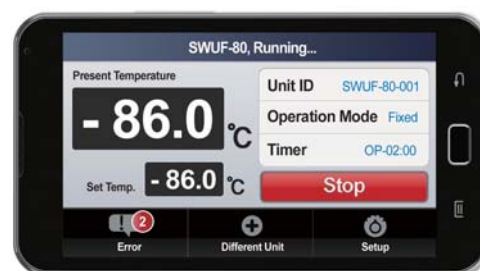 SWUF-80, Running...
Present Temperature
- 86.0 °C
Set Temp. - 86.0 °C
Unit ID SWUF-80-001
Operation Mode Fixed
Timer OP-02:00
Stop
2
Error
Different Unit
Setup